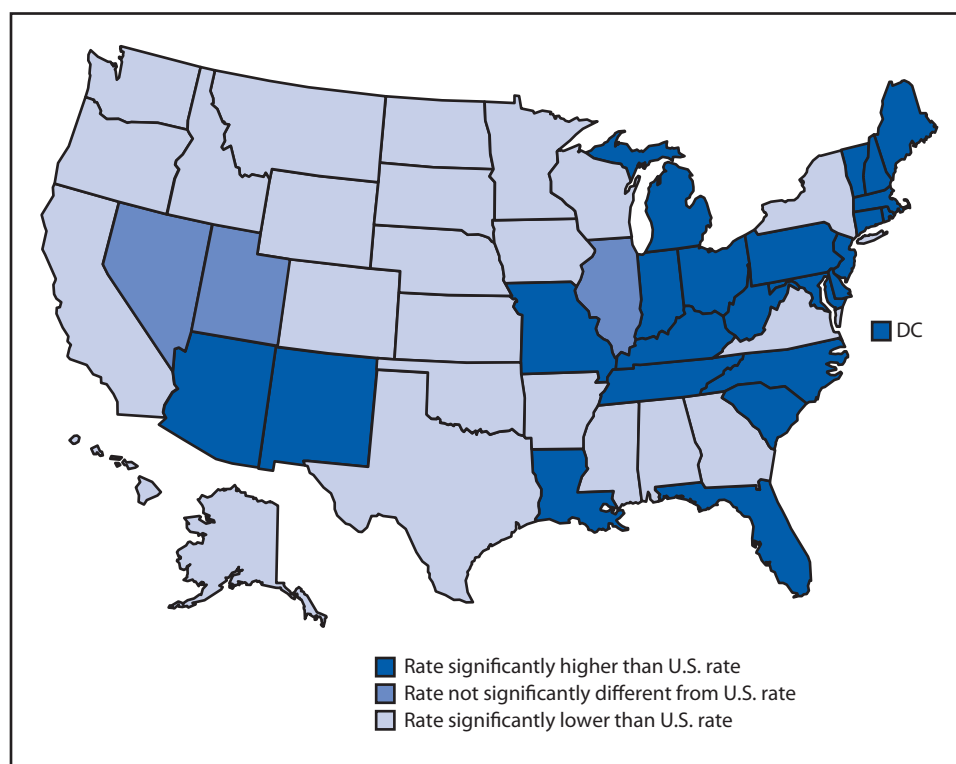 DC
Rate significantly higher than U.S. rate
Rate not significantly different from U.S. rate
Rate significantly lower than U.S. rate